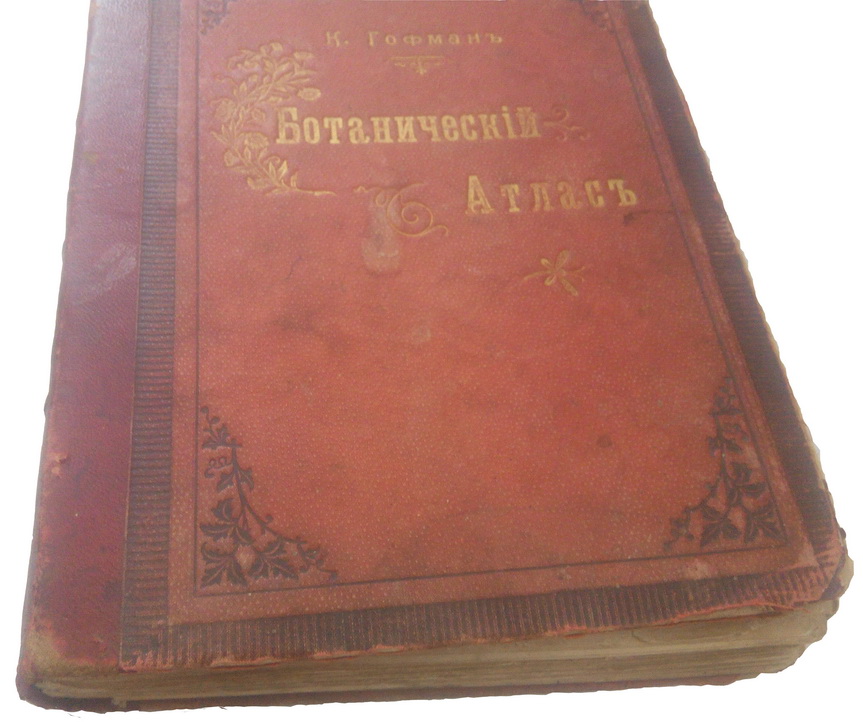 К. Гофманъ
Ботаническій
Атласъ